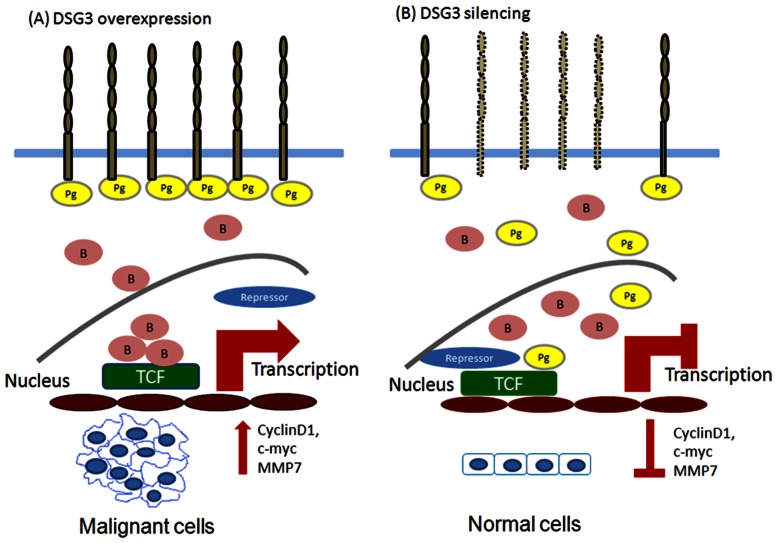 (A) DSG3 overexpression
Pg Pg Pg Pg Pg Pg
B
B
B
Repressor
B
B B
TCF
Transcription
Nucleus
CyclinD1,
c-myc
MMP7
Malignant cells
(B) DSG3 silencing
Pg Pg
B
B Pg
Pg
Pg
B
B B
Repressor Pg
Transcription
Nucleus
TCF
CyclinD1,
c-myc
MMP7
Normal cells